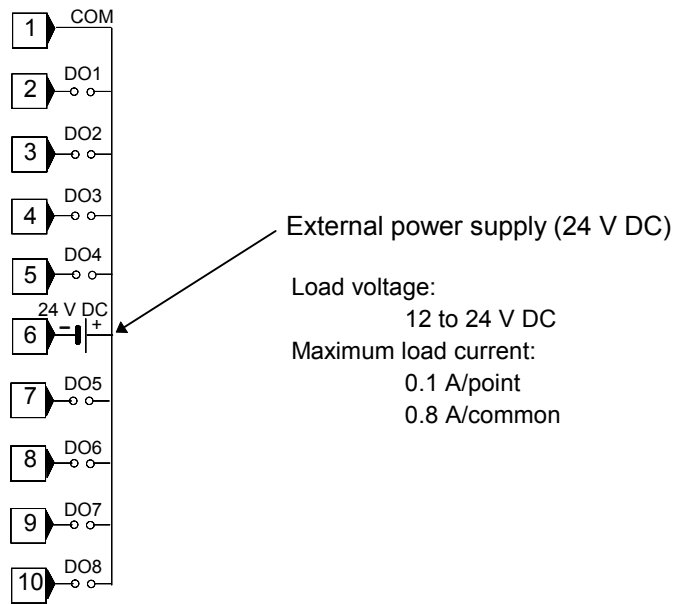 1 COM
2 DO1
3 DO2
4 DO3
5 DO4
6 24 V DC
− +
7 DO5
8 DO6
9 DO7
10 DO8
External power supply (24 V DC)
Load voltage:
12 to 24 V DC
Maximum load current:
0.1 A/point
0.8 A/common